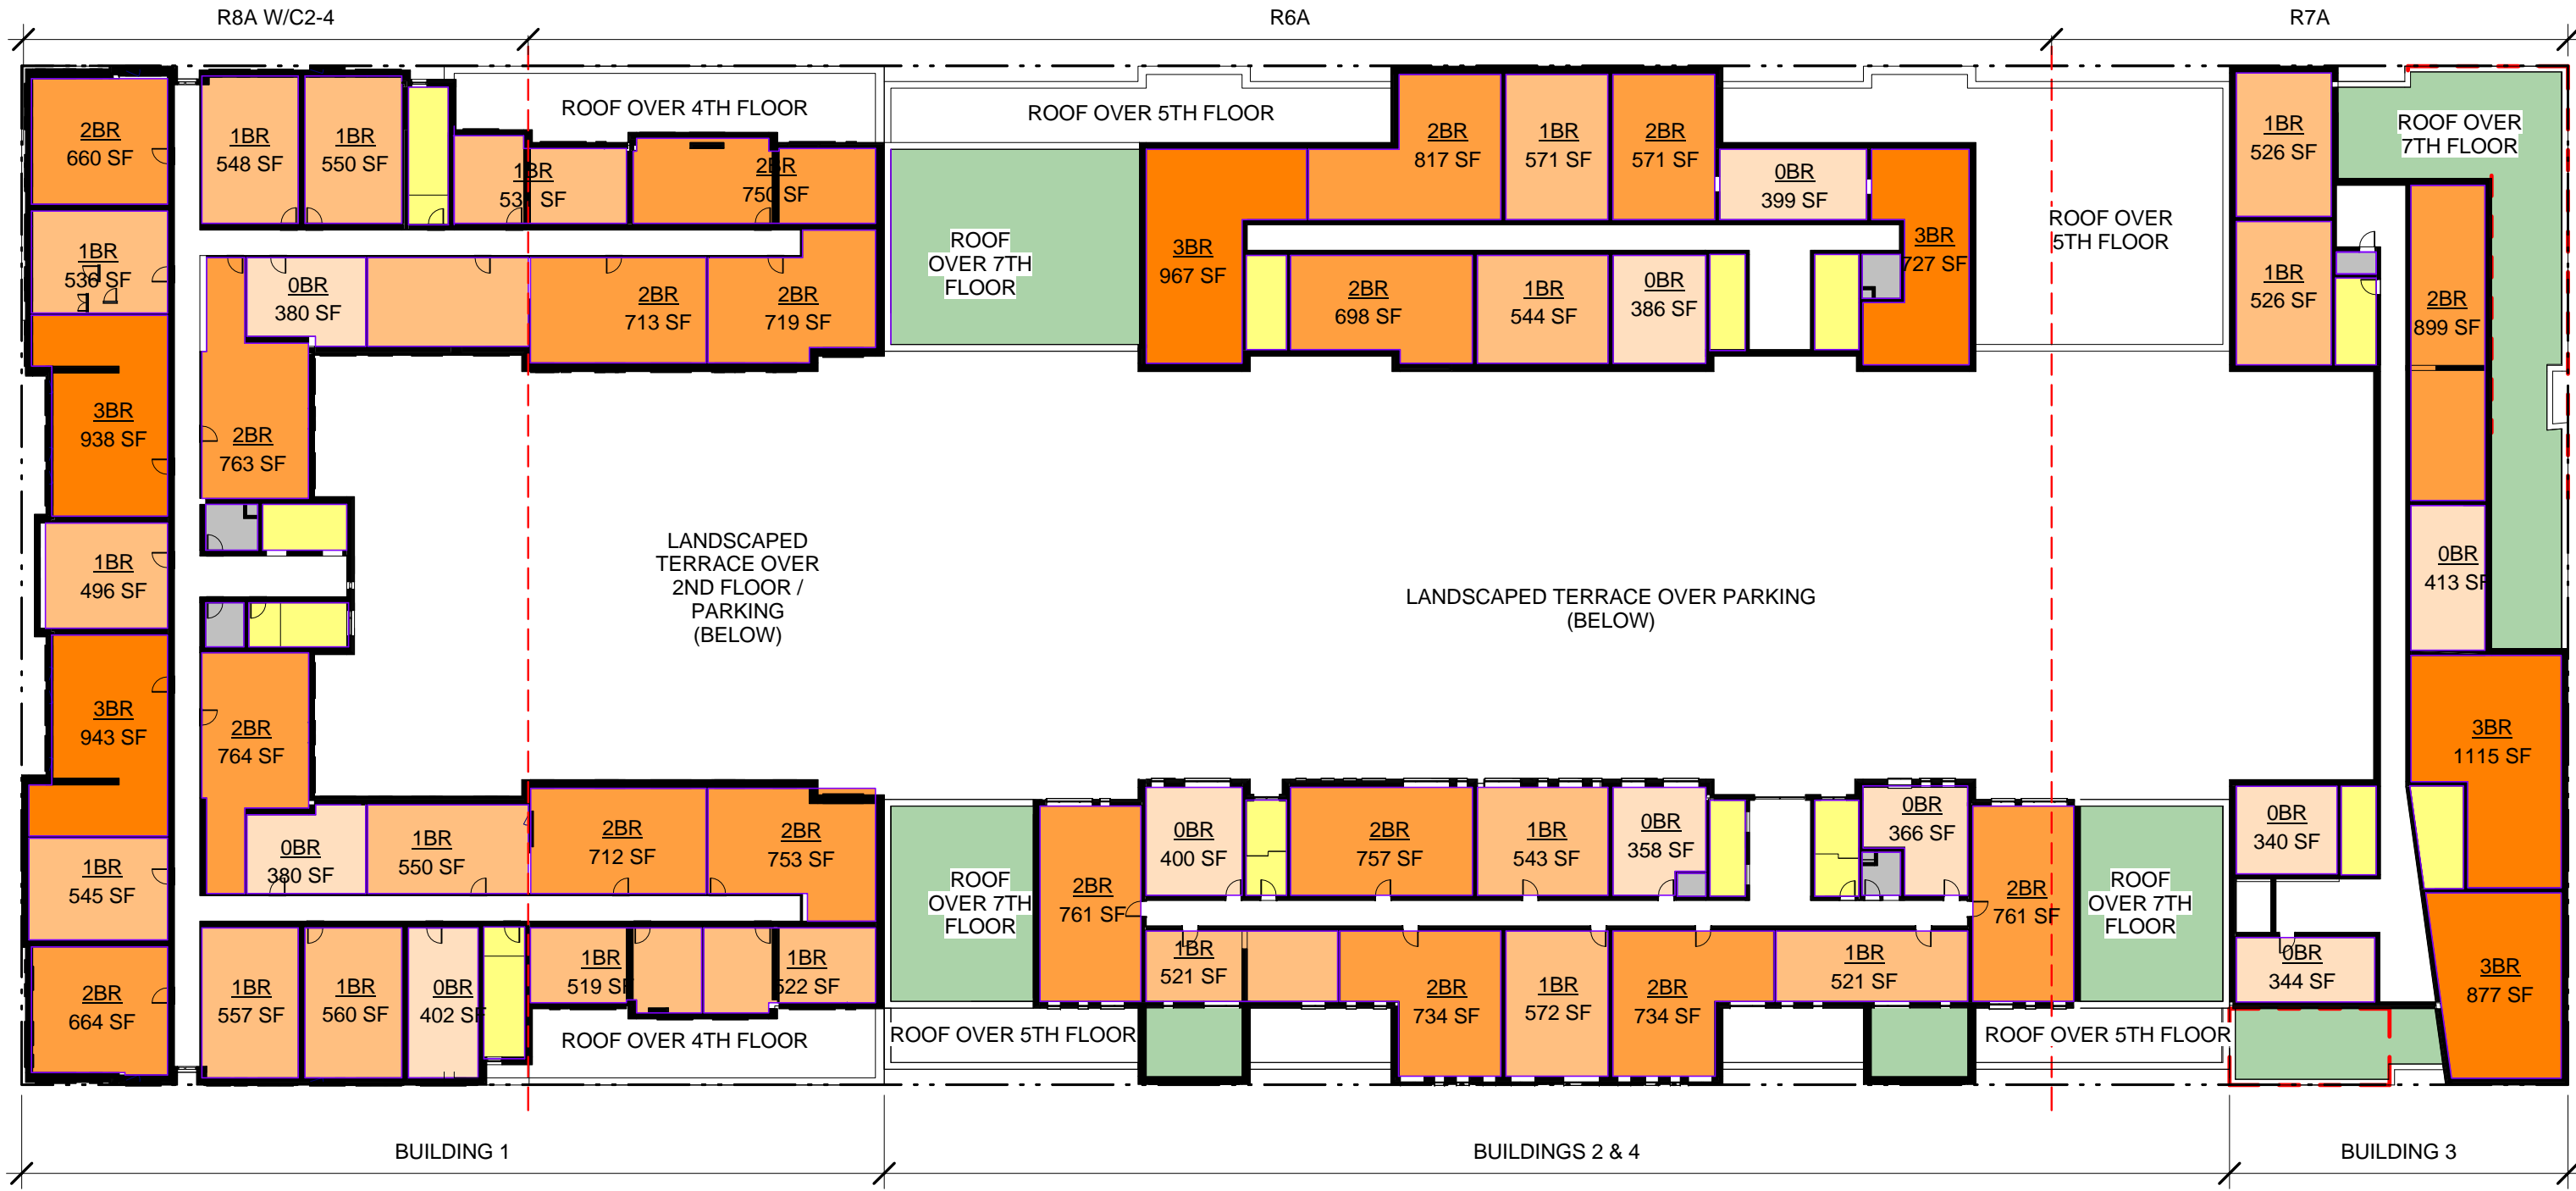 R8A W/C2-4
R6A
R7A
2BR
660 SF
1BR
548 SF
1BR
550 SF
ROOF OVER 4TH FLOOR
1BR
2BR
750 SF
1BR
536 SF
0BR
380 SF
2BR
713 SF
2BR
719 SF
3BR
938 SF
2BR
763 SF
1BR
496 SF
3BR
943 SF
2BR
764 SF
LANDSCAPED
TERRACE OVER
2ND FLOOR /
PARKING
(BELOW)
1BR
545 SF
0BR
380 SF
1BR
550 SF
2BR
712 SF
2BR
753 SF
2BR
664 SF
1BR
557 SF
1BR
560 SF
0BR
402 SF
1BR
519 SF
1BR
522 SF
ROOF OVER 4TH FLOOR
ROOF OVER 5TH FLOOR
ROOF
OVER 7TH
FLOOR
2BR
817 SF
1BR
571 SF
2BR
571 SF
0BR
399 SF
3BR
967 SF
2BR
698 SF
1BR
544 SF
0BR
386 SF
3BR
727 SF
ROOF OVER
5TH FLOOR
LANDSCAPED TERRACE OVER PARKING
(BELOW)
ROOF
OVER 7TH
FLOOR
2BR
761 SF
0BR
400 SF
2BR
757 SF
1BR
543 SF
0BR
358 SF
0BR
366 SF
2BR
761 SF
ROOF
OVER 7TH
FLOOR
1BR
521 SF
2BR
734 SF
1BR
572 SF
2BR
734 SF
1BR
521 SF
ROOF OVER 5TH FLOOR
ROOF OVER 5TH FLOOR
1BR
526 SF
ROOF OVER
7TH FLOOR
1BR
526 SF
2BR
899 SF
0BR
413 SF
3BR
1115 SF
0BR
340 SF
0BR
344 SF
3BR
877 SF
BUILDING 1
BUILDINGS 2 & 4
BUILDING 3